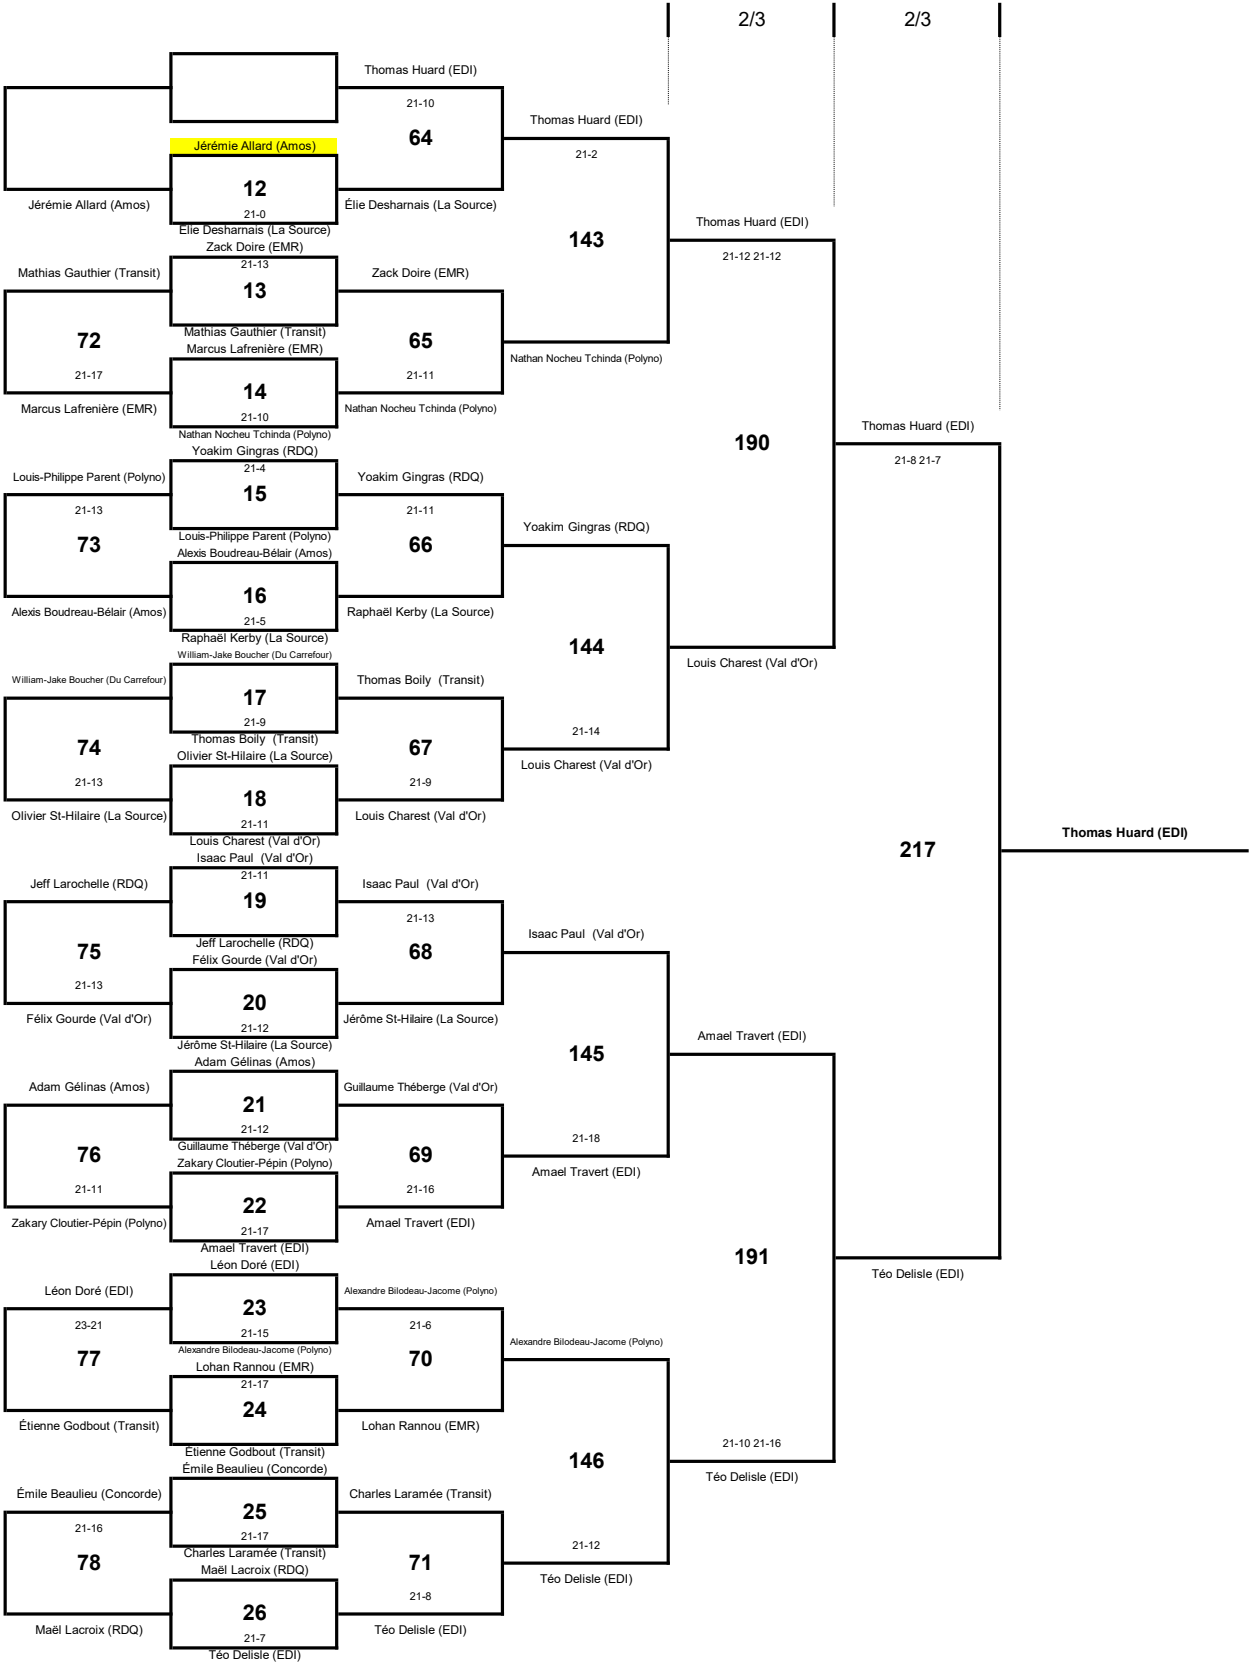 2/3
2/3
Thomas Huard (EDI)
21-10
64
Thomas Huard (EDI)
21-2
Jérémie Allard (Amos)
12
21-0
Jérémie Allard (Amos)
Élie Desharnais (La Source)
Élie Desharnais (La Source)
143
Thomas Huard (EDI)
21-12 21-12
Zack Doire (EMR)
21-13
13
Mathias Gauthier (Transit)
Zack Doire (EMR)
72
Mathias Gauthier (Transit)
65
21-17
Marcus Lafrenière (EMR)
21-11
Nathan Nocheu Tchinda (Polyno)
14
21-10
Marcus Lafrenière (EMR)
Nathan Nocheu Tchinda (Polyno)
Nathan Nocheu Tchinda (Polyno)
190
Thomas Huard (EDI)
21-8 21-7
Yoakim Gingras (RDQ)
21-4
15
Louis-Philippe Parent (Polyno)
Yoakim Gingras (RDQ)
21-13
21-11
Yoakim Gingras (RDQ)
73
Louis-Philippe Parent (Polyno)
66
Alexis Boudreau-Bélair (Amos)
16
21-5
Alexis Boudreau-Bélair (Amos)
Raphaël Kerby (La Source)
Raphaël Kerby (La Source)
144
Louis Charest (Val d'Or)
William-Jake Boucher (Du Carrefour)
17
21-9
William-Jake Boucher (Du Carrefour)
Thomas Boily (Transit)
74
Thomas Boily (Transit)
67
21-14
Louis Charest (Val d'Or)
21-13
Olivier St-Hilaire (La Source)
21-9
18
21-11
Olivier St-Hilaire (La Source)
Louis Charest (Val d'Or)
Louis Charest (Val d'Or)
217
Thomas Huard (EDI)
Isaac Paul (Val d'Or)
21-11
19
Jeff Larochelle (RDQ)
Isaac Paul (Val d'Or)
21-13
Isaac Paul (Val d'Or)
75
Jeff Larochelle (RDQ)
68
21-13
Félix Gourde (Val d'Or)
20
21-12
Félix Gourde (Val d'Or)
Jérôme St-Hilaire (La Source)
Jérôme St-Hilaire (La Source)
145
Amael Travert (EDI)
Adam Gélinas (Amos)
21
21-12
Adam Gélinas (Amos)
Guillaume Théberge (Val d'Or)
76
Guillaume Théberge (Val d'Or)
69
21-18
Amael Travert (EDI)
21-11
Zakary Cloutier-Pépin (Polyno)
21-16
22
21-17
Zakary Cloutier-Pépin (Polyno)
Amael Travert (EDI)
Amael Travert (EDI)
191
Téo Delisle (EDI)
Léon Doré (EDI)
23
21-15
Léon Doré (EDI)
Alexandre Bilodeau-Jacome (Polyno)
23-21
21-6
Alexandre Bilodeau-Jacome (Polyno)
77
Alexandre Bilodeau-Jacome (Polyno)
70
Lohan Rannou (EMR)
21-17
24
Étienne Godbout (Transit)
Lohan Rannou (EMR)
Étienne Godbout (Transit)
146
21-10 21-16
Téo Delisle (EDI)
Émile Beaulieu (Concorde)
25
21-17
Émile Beaulieu (Concorde)
Charles Laramée (Transit)
21-16
21-12
78
Charles Laramée (Transit)
71
Téo Delisle (EDI)
Maël Lacroix (RDQ)
21-8
26
21-7
Maël Lacroix (RDQ)
Téo Delisle (EDI)
Téo Delisle (EDI)